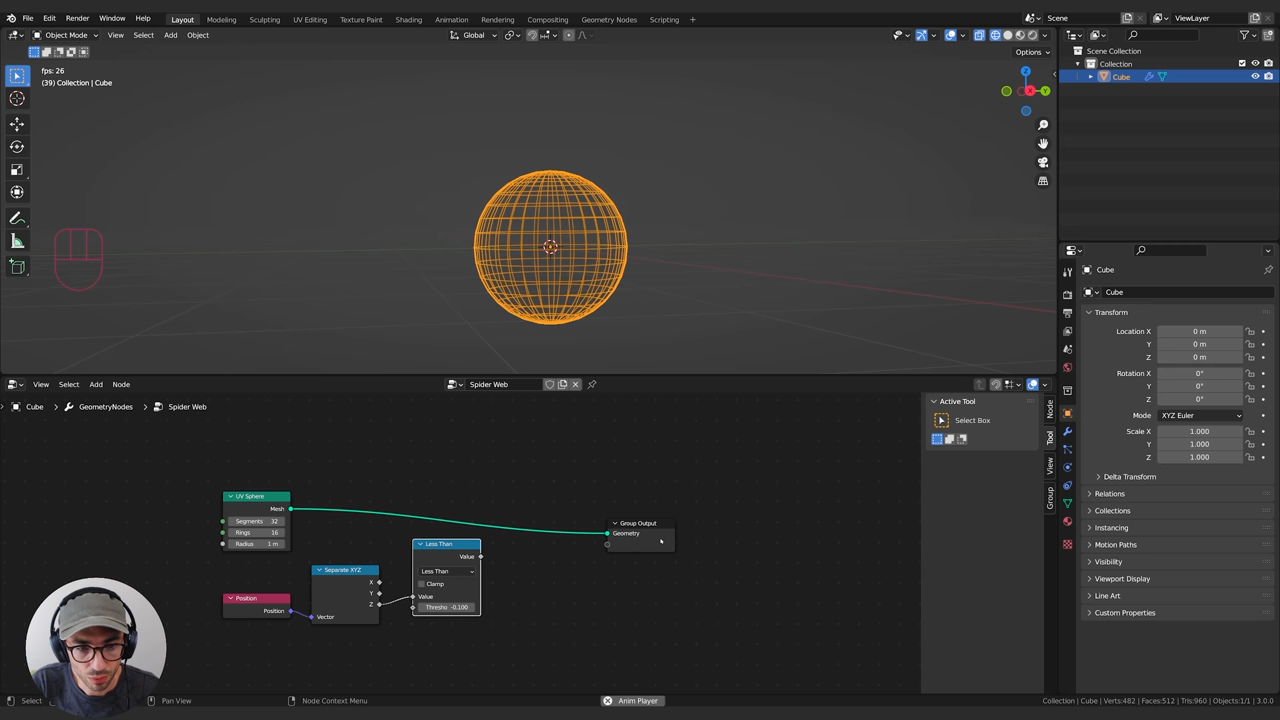 File Edit Render Window Help Layout Modeling Sculpting UV Editing Texture Paint Shading Animation Rendering Compositing Geometry Nodes Scripting + Scene ViewLayer
Object Mode View Select Add Object Global
Options
fps: 26
(39) Collection | Cube
Z
Y
X
Scene Collection
Collection
Cube
Cube
Cube
Transform
Location X 0 m
Y 0 m
Z 0 m
Rotation X 0°
Y 0°
Z 0°
Mode XYZ Euler
Scale X 1.000
Y 1.000
Z 1.000
Delta Transform
Relations
Collections
Instancing
Motion Paths
Visibility
Viewport Display
Line Art
Custom Properties
View Select Add Node Spider Web
Cube > GeometryNodes > Spider Web
Active Tool
Select Box
Node
Tool
View
Group
UV Sphere
Mesh
Segments 32
Rings 16
Radius 1 m
Position
Position
Separate XYZ
X
Y
Z
Vector
Less Than
Value
Less Than
Clamp
Value
Thresho -0.100
Group Output
Geometry
Select Pan View Node Context Menu Anim Player Collection | Cube | Verts:482 | Faces:512 | Tris:960 | Objects:1/1 | 3.0.0